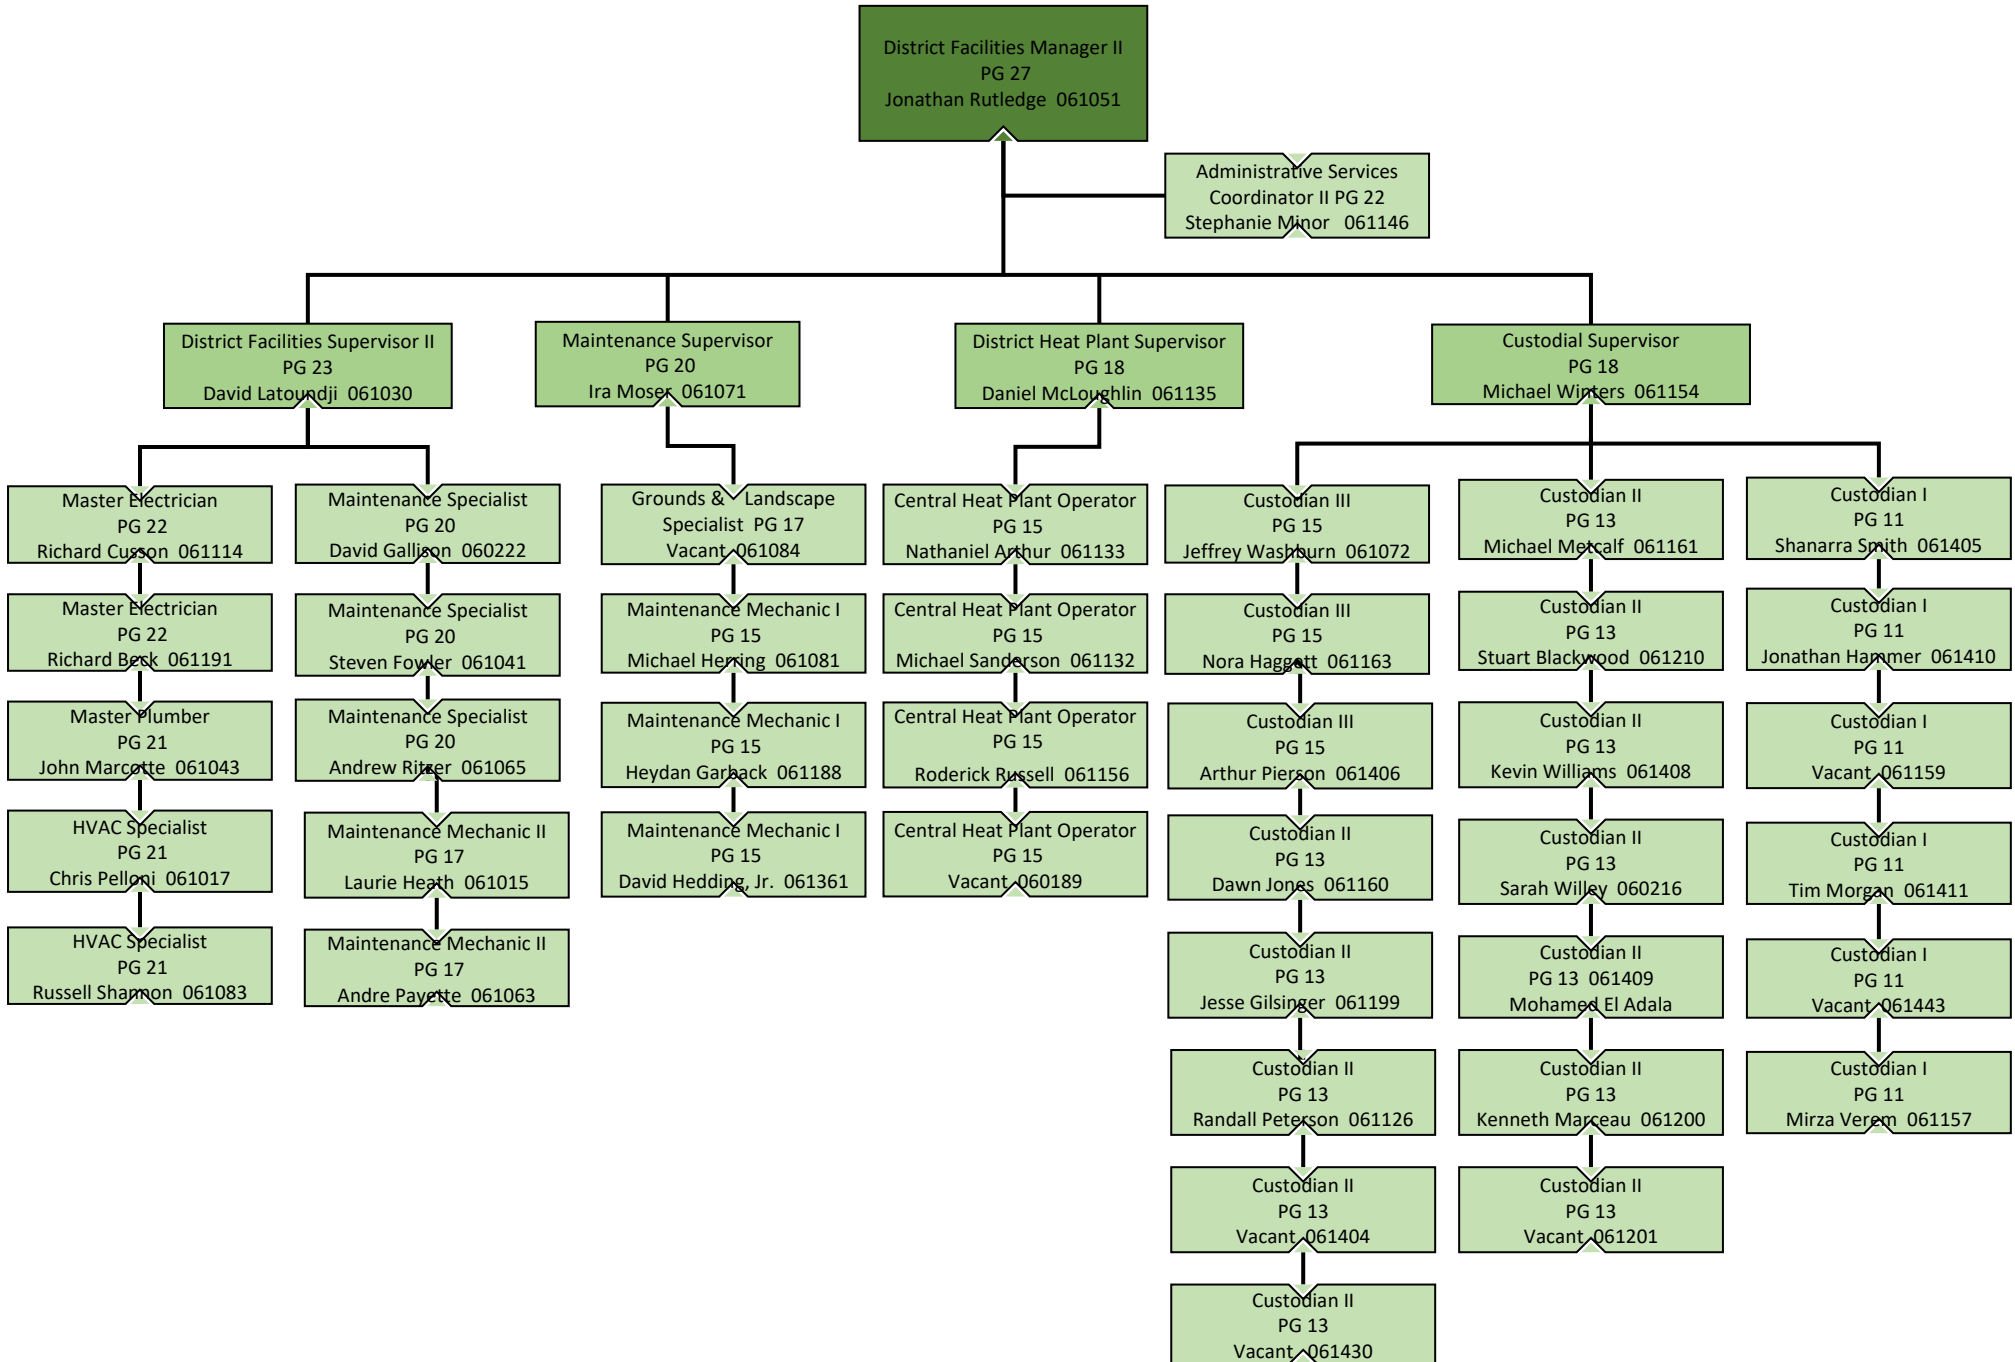 District Facilities Manager II
PG 27
Jonathan Rutledge 061051
Administrative Services
Coordinator II PG 22
Stephanie Minor 061146
District Facilities Supervisor II
PG 23
David Latoundji 061030
Maintenance Supervisor
PG 20
Ira Moser 061071
District Heat Plant Supervisor
PG 18
Daniel McLoughlin 061135
Custodial Supervisor
PG 18
Michael Winters 061154
Master Electrician
PG 22
Richard Cusson 061114
Master Electrician
PG 22
Richard Beck 061191
Master Plumber
PG 21
John Marcotte 061043
HVAC Specialist
PG 21
Chris Pelloni 061017
HVAC Specialist
PG 21
Russell Shannon 061083
Maintenance Specialist
PG 20
David Gallison 060222
Maintenance Specialist
PG 20
Steven Fowler 061041
Maintenance Specialist
PG 20
Andrew Ritzer 061065
Maintenance Mechanic II
PG 17
Laurie Heath 061015
Maintenance Mechanic II
PG 17
Andre Payette 061063
Grounds & Landscape
Specialist PG 17
Vacant 061084
Maintenance Mechanic I
PG 15
Michael Herring 061081
Maintenance Mechanic I
PG 15
Heydan Garback 061188
Maintenance Mechanic I
PG 15
David Hedding, Jr. 061361
Central Heat Plant Operator
PG 15
Nathaniel Arthur 061133
Central Heat Plant Operator
PG 15
Michael Sanderson 061132
Central Heat Plant Operator
PG 15
Roderick Russell 061156
Central Heat Plant Operator
PG 15
Vacant 060189
Custodian III
PG 15
Jeffrey Washburn 061072
Custodian III
PG 15
Nora Haggett 061163
Custodian III
PG 15
Arthur Pierson 061406
Custodian II
PG 13
Dawn Jones 061160
Custodian II
PG 13
Jesse Gilsinger 061199
Custodian II
PG 13
Randall Peterson 061126
Custodian II
PG 13
Vacant 061404
Custodian II
PG 13
Vacant 061430
Custodian II
PG 13
Michael Metcalf 061161
Custodian II
PG 13
Stuart Blackwood 061210
Custodian II
PG 13
Kevin Williams 061408
Custodian II
PG 13
Sarah Willey 060216
Custodian II
PG 13 061409
Mohamed El Adala
Custodian II
PG 13
Kenneth Marceau 061200
Custodian II
PG 13
Vacant 061201
Custodian I
PG 11
Shanarra Smith 061405
Custodian I
PG 11
Jonathan Hammer 061410
Custodian I
PG 11
Vacant 061159
Custodian I
PG 11
Tim Morgan 061411
Custodian I
PG 11
Vacant 061443
Custodian I
PG 11
Mirza Verem 061157